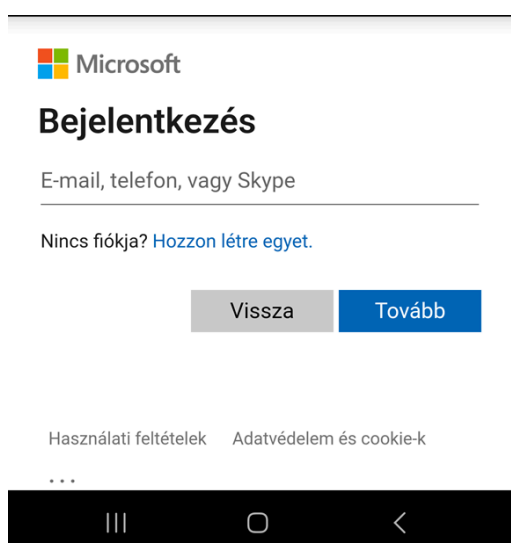 Microsoft
Bejelentkezés
E-mail, telefon, vagy Skype
Nincs fiókja? Hozzon létre egyet.
Vissza Tovább
Használati feltételek Adatvédelem és cookie-k
...